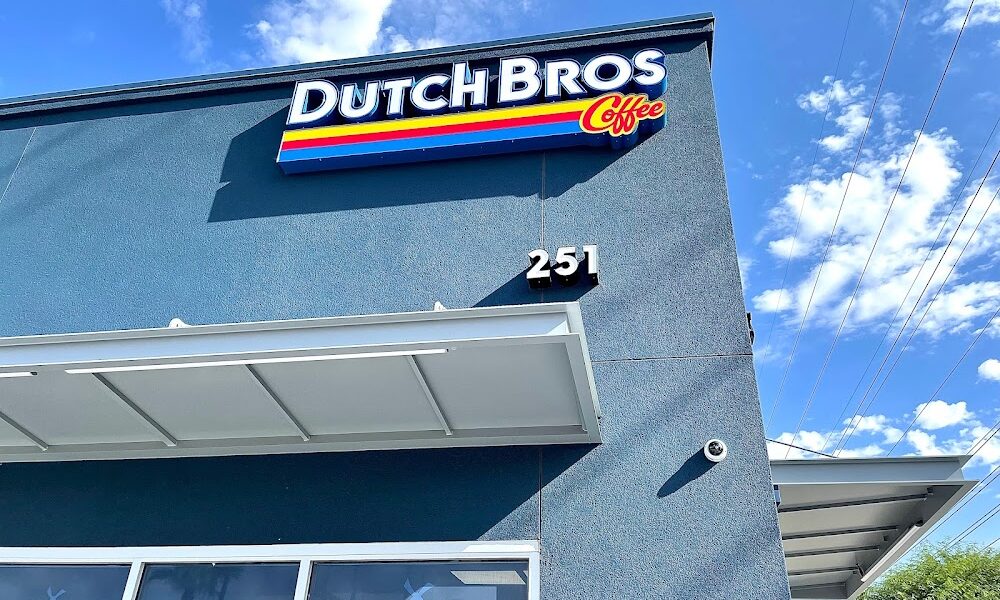 DUTCH BROS
Coffee
251